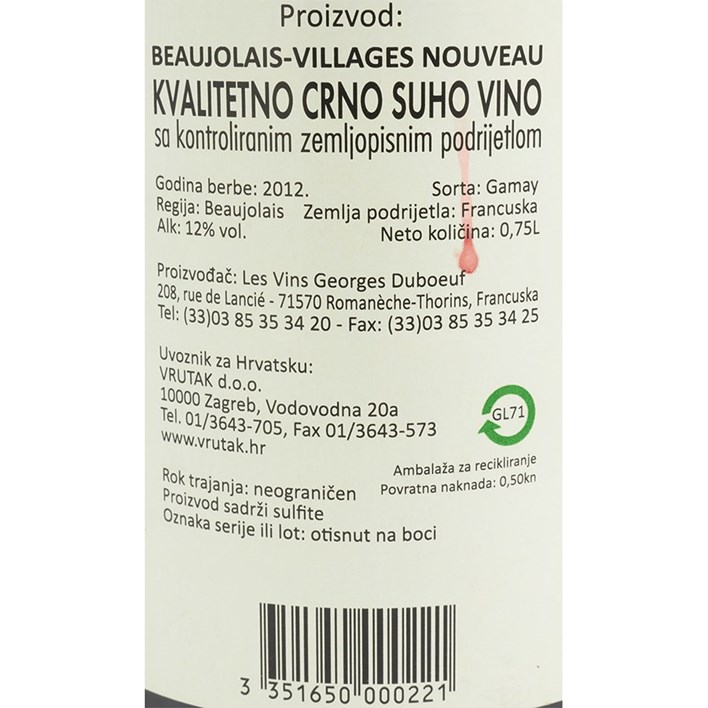 Proizvod:
BEAUJOLAIS-VILLAGES NOUVEAU
KVALITETNO CRNO SUHO VINO
sa kontroliranim zemljopisnim podrijetlom
Godina berbe: 2012. Sorta: Gamay
Regija: Beaujolais Zemlja podrijetla: Francuska
Alk: 12% vol. Neto količina: 0,75L
Proizvođač: Les Vins Georges Duboeuf
208, rue de Lancié - 71570 Romanèche-Thorins, Francuska
Tel: (33)03 85 35 34 20 - Fax: (33)03 85 35 34 25
Uvoznik za Hrvatsku:
VRUTAK d.o.o.
10000 Zagreb, Vodovodna 20a
Tel. 01/3643-705, Fax 01/3643-573
www.vrutak.hr
GL71
Ambalaža za recikliranje
Povratna naknada: 0,50kn
Rok trajanja: neograničen
Proizvod sadrži sulfite
Oznaka serije ili lot: otisnut na boci
3 351650 000221